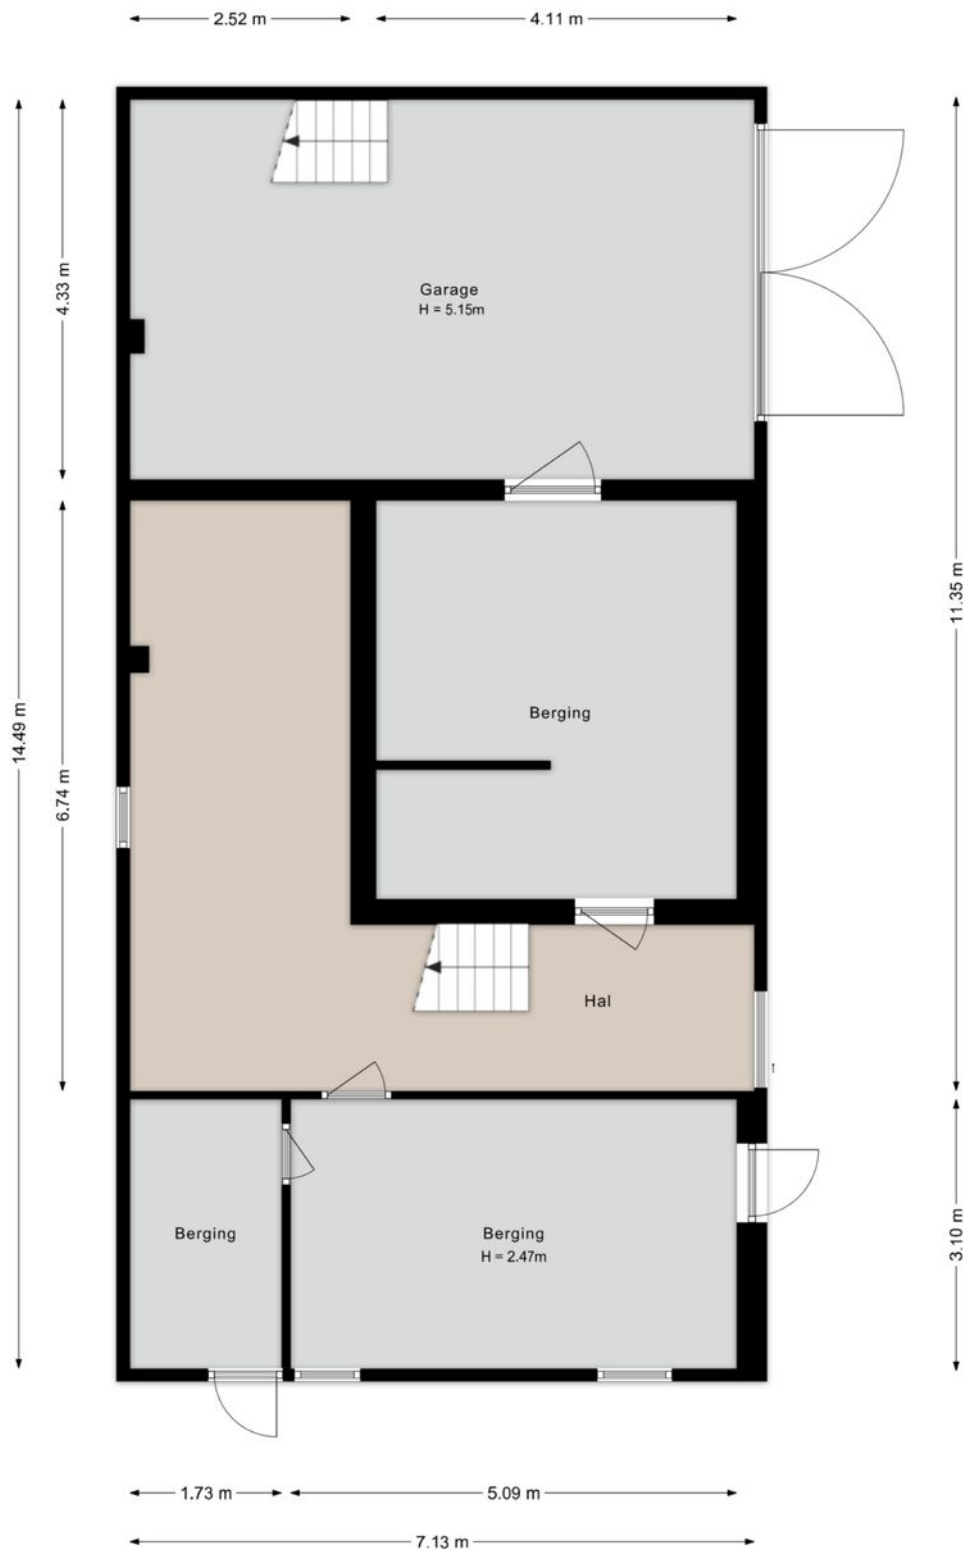 2.52 m
4.11 m
4.33 m
Garage
H = 5.15m
11.35 m
14.49 m
6.74 m
Berging
Hal
Berging
Berging
H = 2.47m
3.10 m
1.73 m
5.09 m
7.13 m